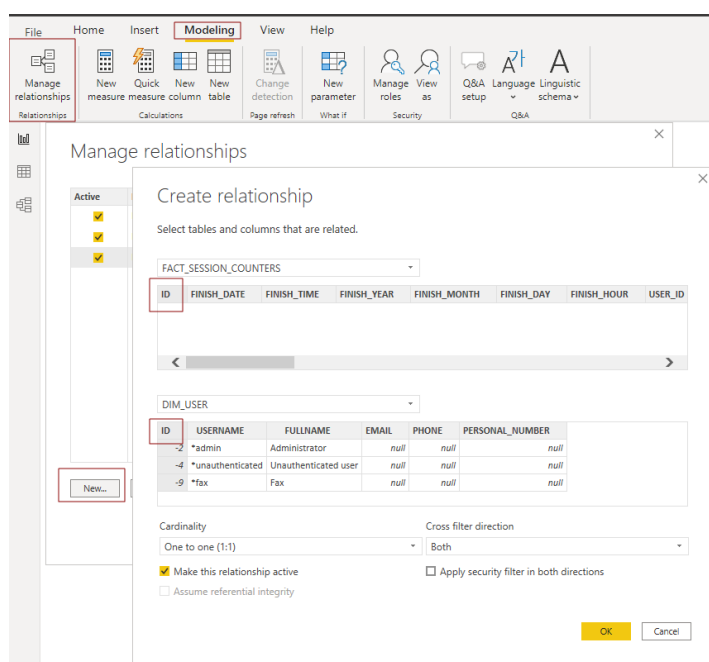 File Home Insert Modeling View Help
Manage relationships New measure Quick measure New column New table Change detection New parameter Manage roles View as Q&A setup Language Linguistic schema
Relationships Calculations Page refresh What if Security Q&A
Manage relationships
Active
Create relationship
Select tables and columns that are related.
FACT_SESSION_COUNTERS
ID FINISH_DATE FINISH_TIME FINISH_YEAR FINISH_MONTH FINISH_DAY FINISH_HOUR USER_ID
DIM_USER
ID USERNAME FULLNAME EMAIL PHONE PERSONAL_NUMBER
-2 *admin Administrator null null null
-4 *unauthenticated Unauthenticated user null null null
-9 *fax Fax null null null
New...
Cardinality Cross filter direction
One to one (1:1) Both
Make this relationship active Apply security filter in both directions
Assume referential integrity
OK Cancel